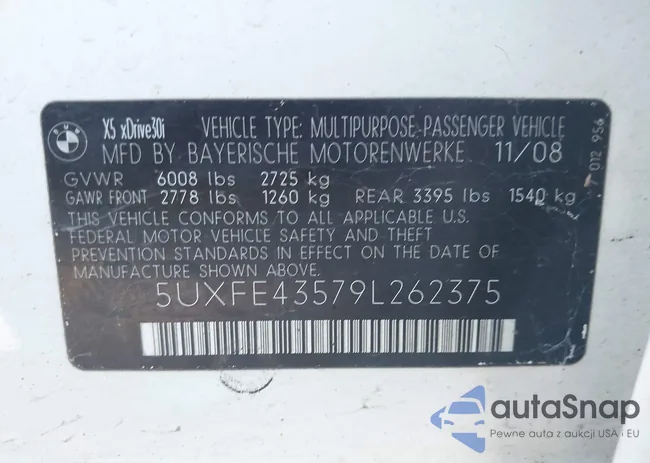 BMW
X5 xDrive30i VEHICLE TYPE: MULTIPURPOSE-PASSENGER VEHICLE
MFD BY BAYERISCHE MOTORENWERKE 11/08
GVWR 6008 lbs 2725 kg
GAWR FRONT 2778 lbs 1260 kg REAR 3395 lbs 1540 kg
THIS VEHICLE CONFORMS TO ALL APPLICABLE U.S.
FEDERAL MOTOR VEHICLE SAFETY AND THEFT
PREVENTION STANDARDS IN EFFECT ON THE DATE OF
MANUFACTURE SHOWN ABOVE.
5UXFE43579L262375
7 012 956
autaSnap
Pewne auta z aukcji USA i EU